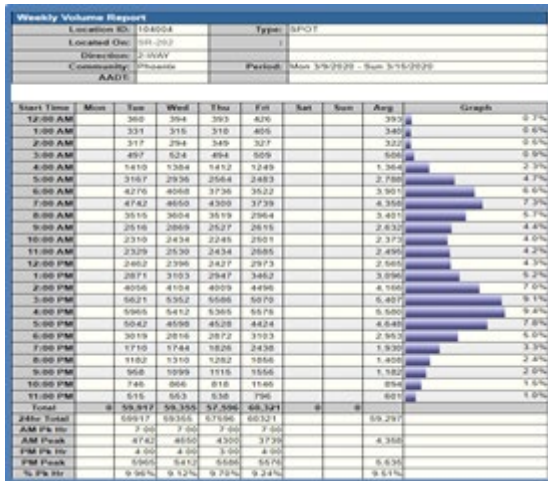 Weekly Volume Report
Location ID: 104004 Type: SPOT
Located On: SR-202 :
Direction: 2-WAY
Community: Phoenix Period: Mon 3/9/2020 - Sun 3/15/2020
AADT:
Start Time Mon Tue Wed Thu Fri Sat Sun Avg Graph
12:00 AM 360 394 393 426 393 0.7%
1:00 AM 331 315 310 405 340 0.6%
2:00 AM 317 294 349 327 322 0.5%
3:00 AM 497 524 494 509 506 0.9%
4:00 AM 1410 1384 1412 1249 1,364 2.3%
5:00 AM 3167 2936 2564 2483 2,788 4.7%
6:00 AM 4276 4068 3736 3522 3,901 6.6%
7:00 AM 4742 4650 4300 3739 4,358 7.3%
8:00 AM 3515 3604 3519 2964 3,401 5.7%
9:00 AM 2516 2869 2527 2615 2,632 4.4%
10:00 AM 2310 2434 2245 2501 2,373 4.0%
11:00 AM 2329 2530 2434 2685 2,495 4.2%
12:00 PM 2462 2396 2427 2973 2,565 4.3%
1:00 PM 2871 3103 2947 3462 3,096 5.2%
2:00 PM 4056 4104 4009 4496 4,166 7.0%
3:00 PM 5621 5352 5586 5070 5,407 9.1%
4:00 PM 5965 5412 5365 5576 5,580 9.4%
5:00 PM 5042 4598 4528 4424 4,648 7.8%
6:00 PM 3019 2816 2872 3103 2,953 5.0%
7:00 PM 1710 1744 1826 2438 1,930 3.3%
8:00 PM 1182 1310 1282 1856 1,408 2.4%
9:00 PM 958 1099 1115 1556 1,182 2.0%
10:00 PM 746 866 818 1146 894 1.5%
11:00 PM 515 553 538 796 601 1.0%
Total 0 59,917 59,355 57,596 60,321 0 0
24hr Total 59917 59355 57596 60321 59,297
AM Pk Hr 7:00 7:00 7:00 7:00
AM Peak 4742 4650 4300 3739 4,358
PM Pk Hr 4:00 4:00 3:00 4:00
PM Peak 5965 5412 5586 5576 5,635
% Pk Hr 9.96% 9.12% 9.70% 9.24% 9.51%